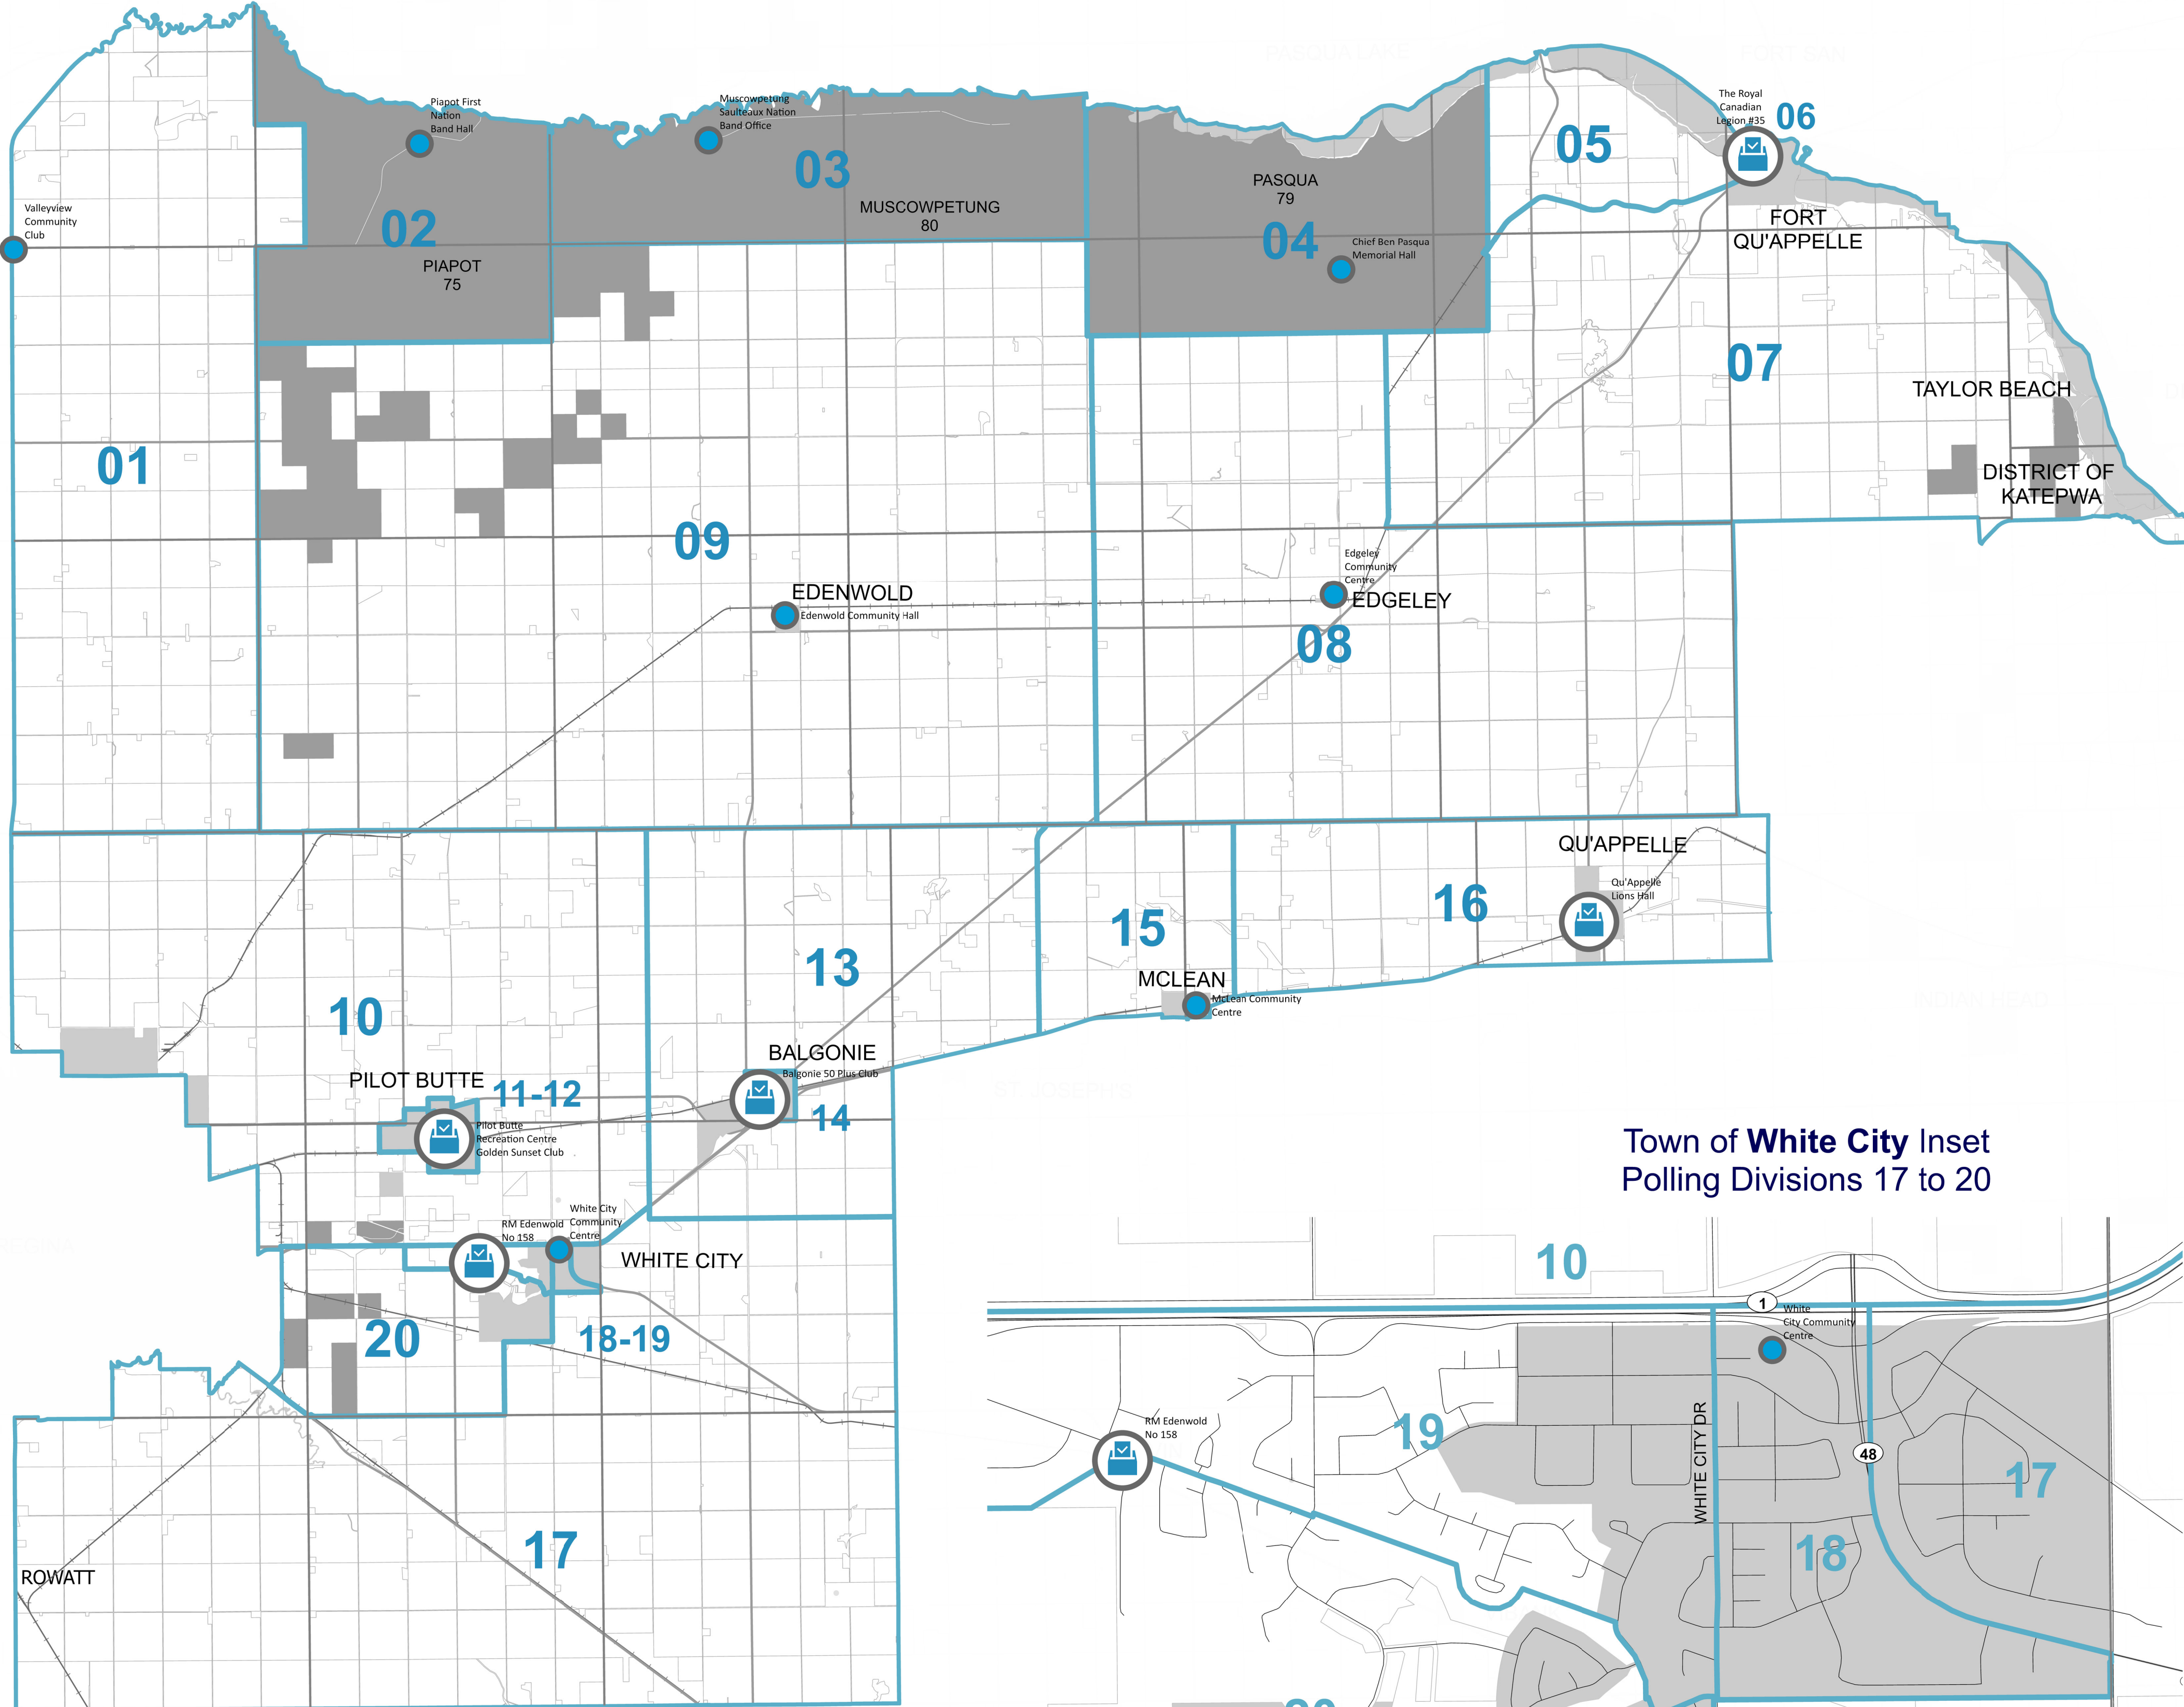 Piapot First
Nation
Band Hall
Muscowpetung
Saulteaux Nation
Band Office
The Royal
Canadian
Legion #35
06
05
03
PASQUA
79
Valleyview
Community
Club
02
MUSCOWPETUNG
80
04
Chief Ben Pasqua
Memorial Hall
FORT
QU'APPELLE
PIAPOT
75
07
TAYLOR BEACH
01
DISTRICT OF
KATEPWA
09
Edgeley
Community
Centre
EDENWOLD
Edenwold Community Hall
EDGELEY
08
QU'APPELLE
Qu'Appelle
Lions Hall
16
15
13
MCLEAN
McLean Community
Centre
10
BALGONIE
Balgonie 50 Plus Club
PILOT BUTTE
11-12
14
Pilot Butte
Recreation Centre
Golden Sunset Club
Town of White City Inset
Polling Divisions 17 to 20
White City
Community
Centre
RM Edenwold
No 158
WHITE CITY
20
18-19
17
ROWATT
10
1
White
City Community
Centre
RM Edenwold
No 158
19
WHITE CITY DR
48
17
18